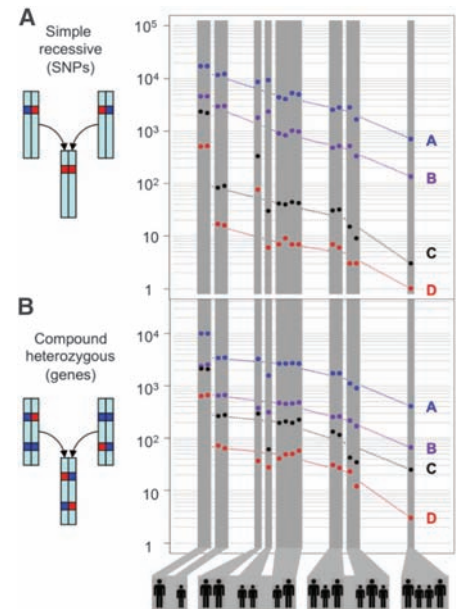 A
Simple
recessive
(SNPs)
10⁵
10⁴
10³
10²
10
1
A
B
C
D
B
Compound
heterozygous
(genes)
10⁴
10³
10²
10
1
A
B
C
D